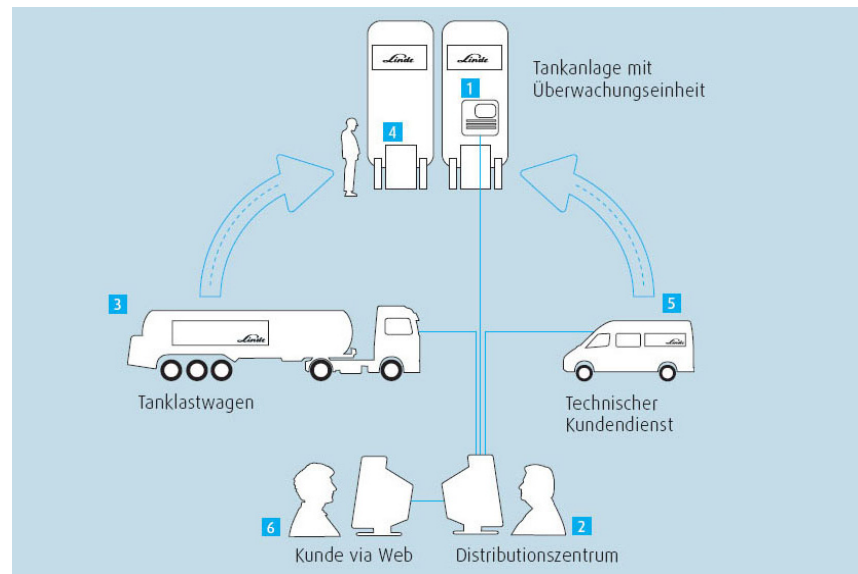 Linde
Linde
1
Tankanlage mit
Überwachungseinheit
4
3
Linde
Tanklastwagen
5
Linde
Technischer
Kundendienst
6
Kunde via Web
2
Distributionszentrum